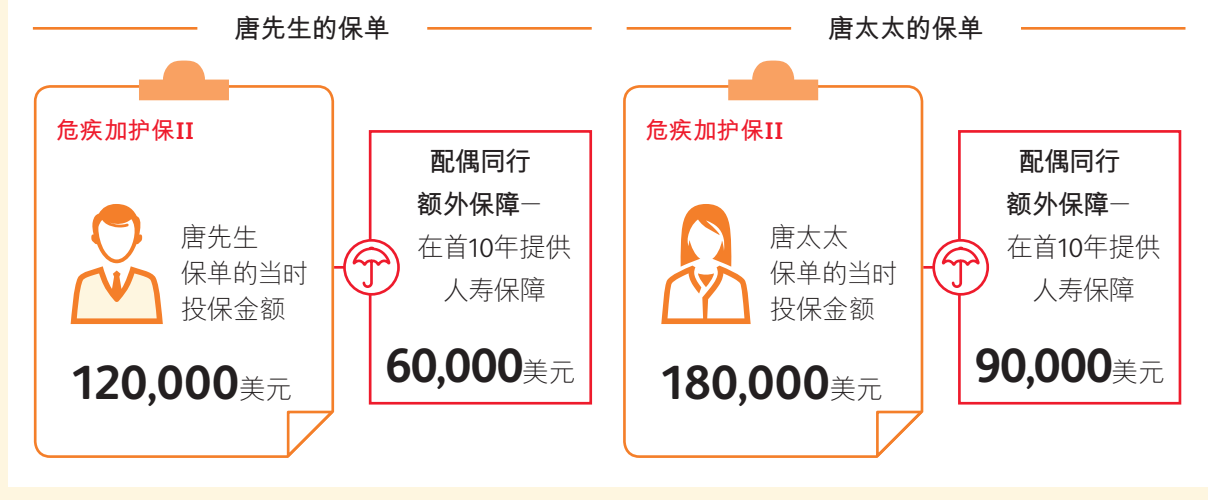 唐先生的保单
危疾加护保II
唐先生
保单的当时
投保金额
120,000美元
配偶同行
额外保障—
在首10年提供
人寿保障
60,000美元
唐太太的保单
危疾加护保II
唐太太
保单的当时
投保金额
180,000美元
配偶同行
额外保障—
在首10年提供
人寿保障
90,000美元